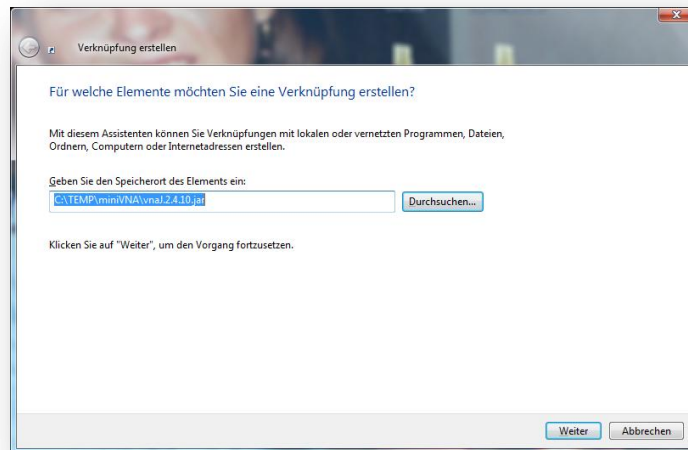 Verknüpfung erstellen
Für welche Elemente möchten Sie eine Verknüpfung erstellen?
Mit diesem Assistenten können Sie Verknüpfungen mit lokalen oder vernetzten Programmen, Dateien,
Ordnern, Computern oder Internetadressen erstellen.
Geben Sie den Speicherort des Elements ein:
C:\TEMP\miniVNA\vnaJ.2.4.10.jar
Durchsuchen...
Klicken Sie auf "Weiter", um den Vorgang fortzusetzen.
Weiter
Abbrechen